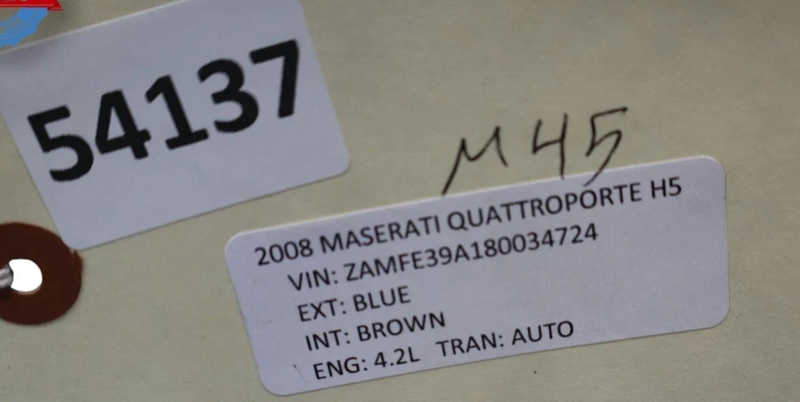 54137
M45
2008 MASERATI QUATTROPORTE H5
VIN: ZAMFE39A180034724
EXT: BLUE
INT: BROWN
ENG: 4.2L TRAN: AUTO